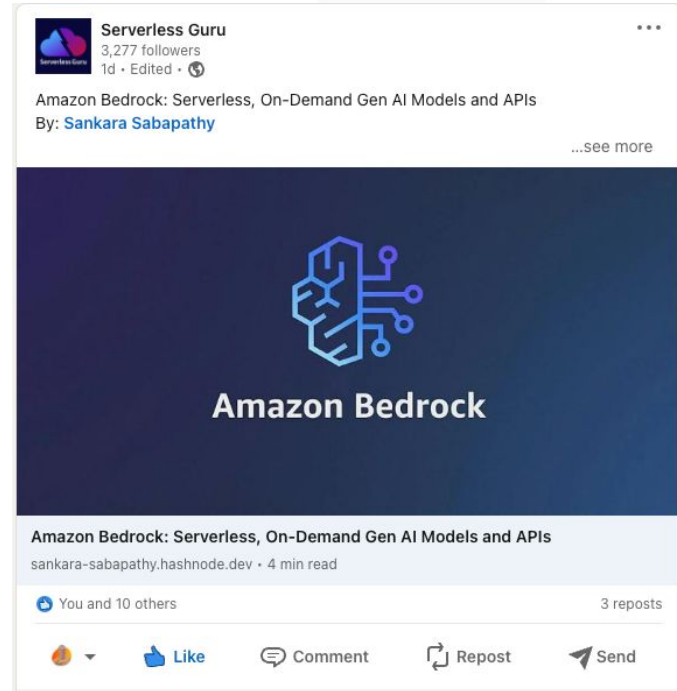 Serverless Guru
Serverless Guru
3,277 followers
1d • Edited •
Amazon Bedrock: Serverless, On-Demand Gen AI Models and APIs
By: Sankara Sabapathy
...see more
Amazon Bedrock
Amazon Bedrock: Serverless, On-Demand Gen AI Models and APIs
sankara-sabapathy.hashnode.dev • 4 min read
You and 10 others 3 reposts
Like Comment Repost Send